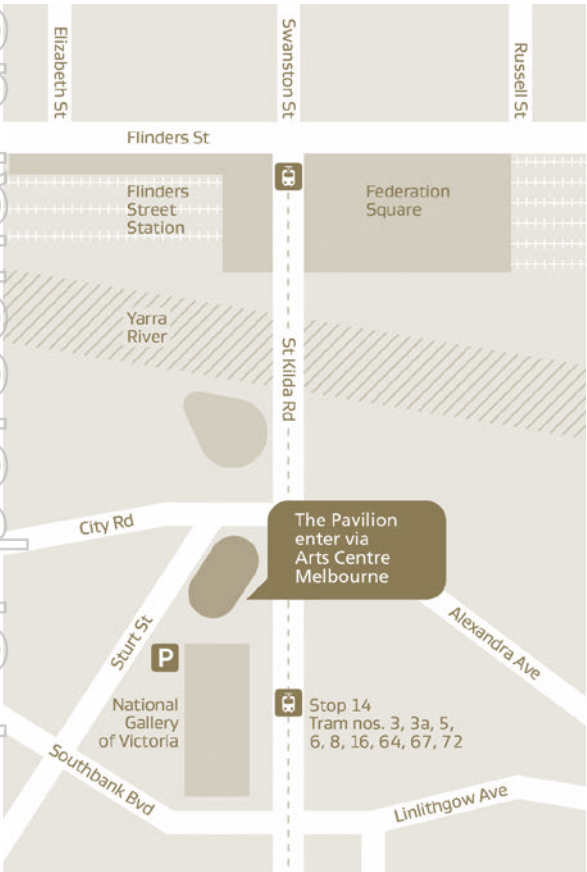 Elizabeth St
Swanston St
Russell St
Flinders St
Flinders
Street
Station
Federation
Square
Yarra
River
St Kilda Rd
City Rd
The Pavilion
enter via
Arts Centre
Melbourne
Sturt St
Alexandra Ave
P
National
Gallery
of Victoria
Stop 14
Tram nos. 3, 3a, 5,
6, 8, 16, 64, 67, 72
Southbank Bvd
Linlithgow Ave